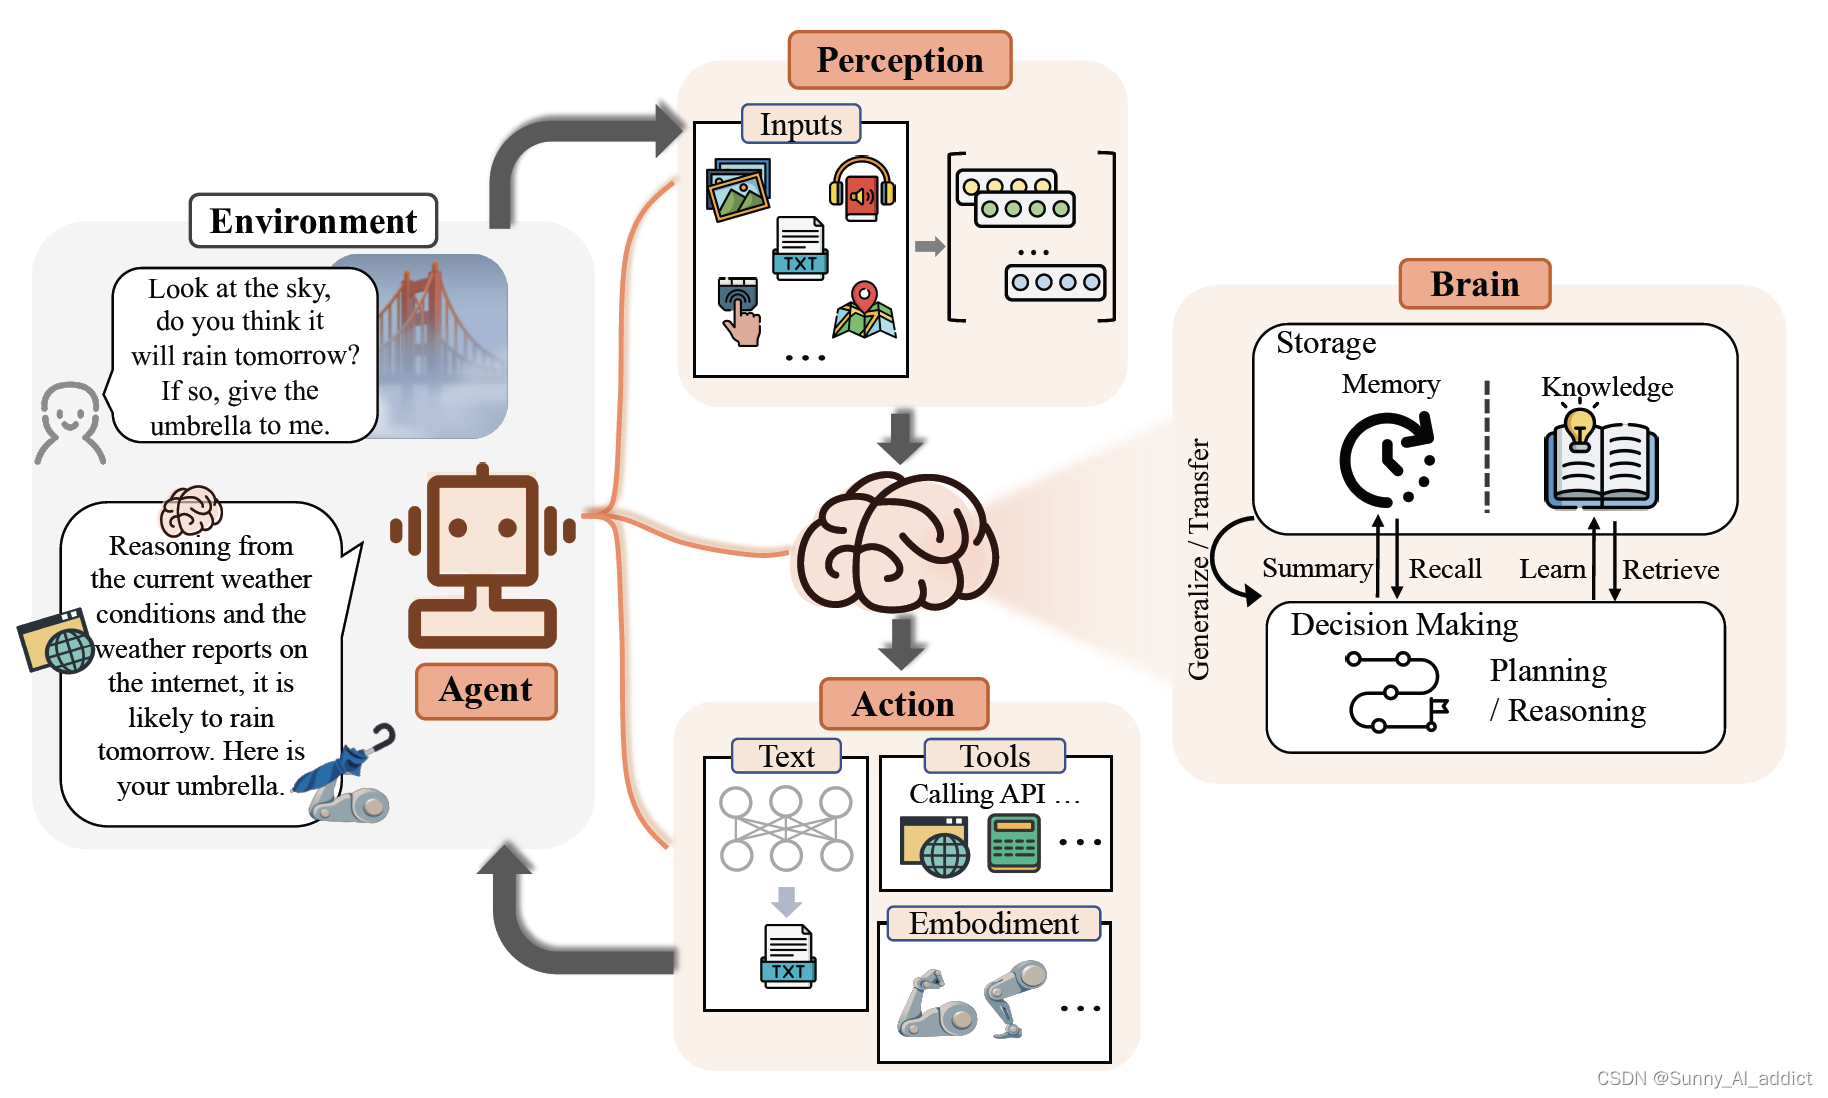 Perception
Inputs
TXT
...
...
Environment
Look at the sky,
do you think it
will rain tomorrow?
If so, give the
umbrella to me.
Reasoning from
the current weather
conditions and the
weather reports on
the internet, it is
likely to rain
tomorrow. Here is
your umbrella.
Agent
Action
Text
TXT
Tools
Calling API ...
...
Embodiment
...
Brain
Storage
Memory
Knowledge
Generalize / Transfer
Summary
Recall
Learn
Retrieve
Decision Making
Planning
/ Reasoning
CSDN @Sunny_AI_addict